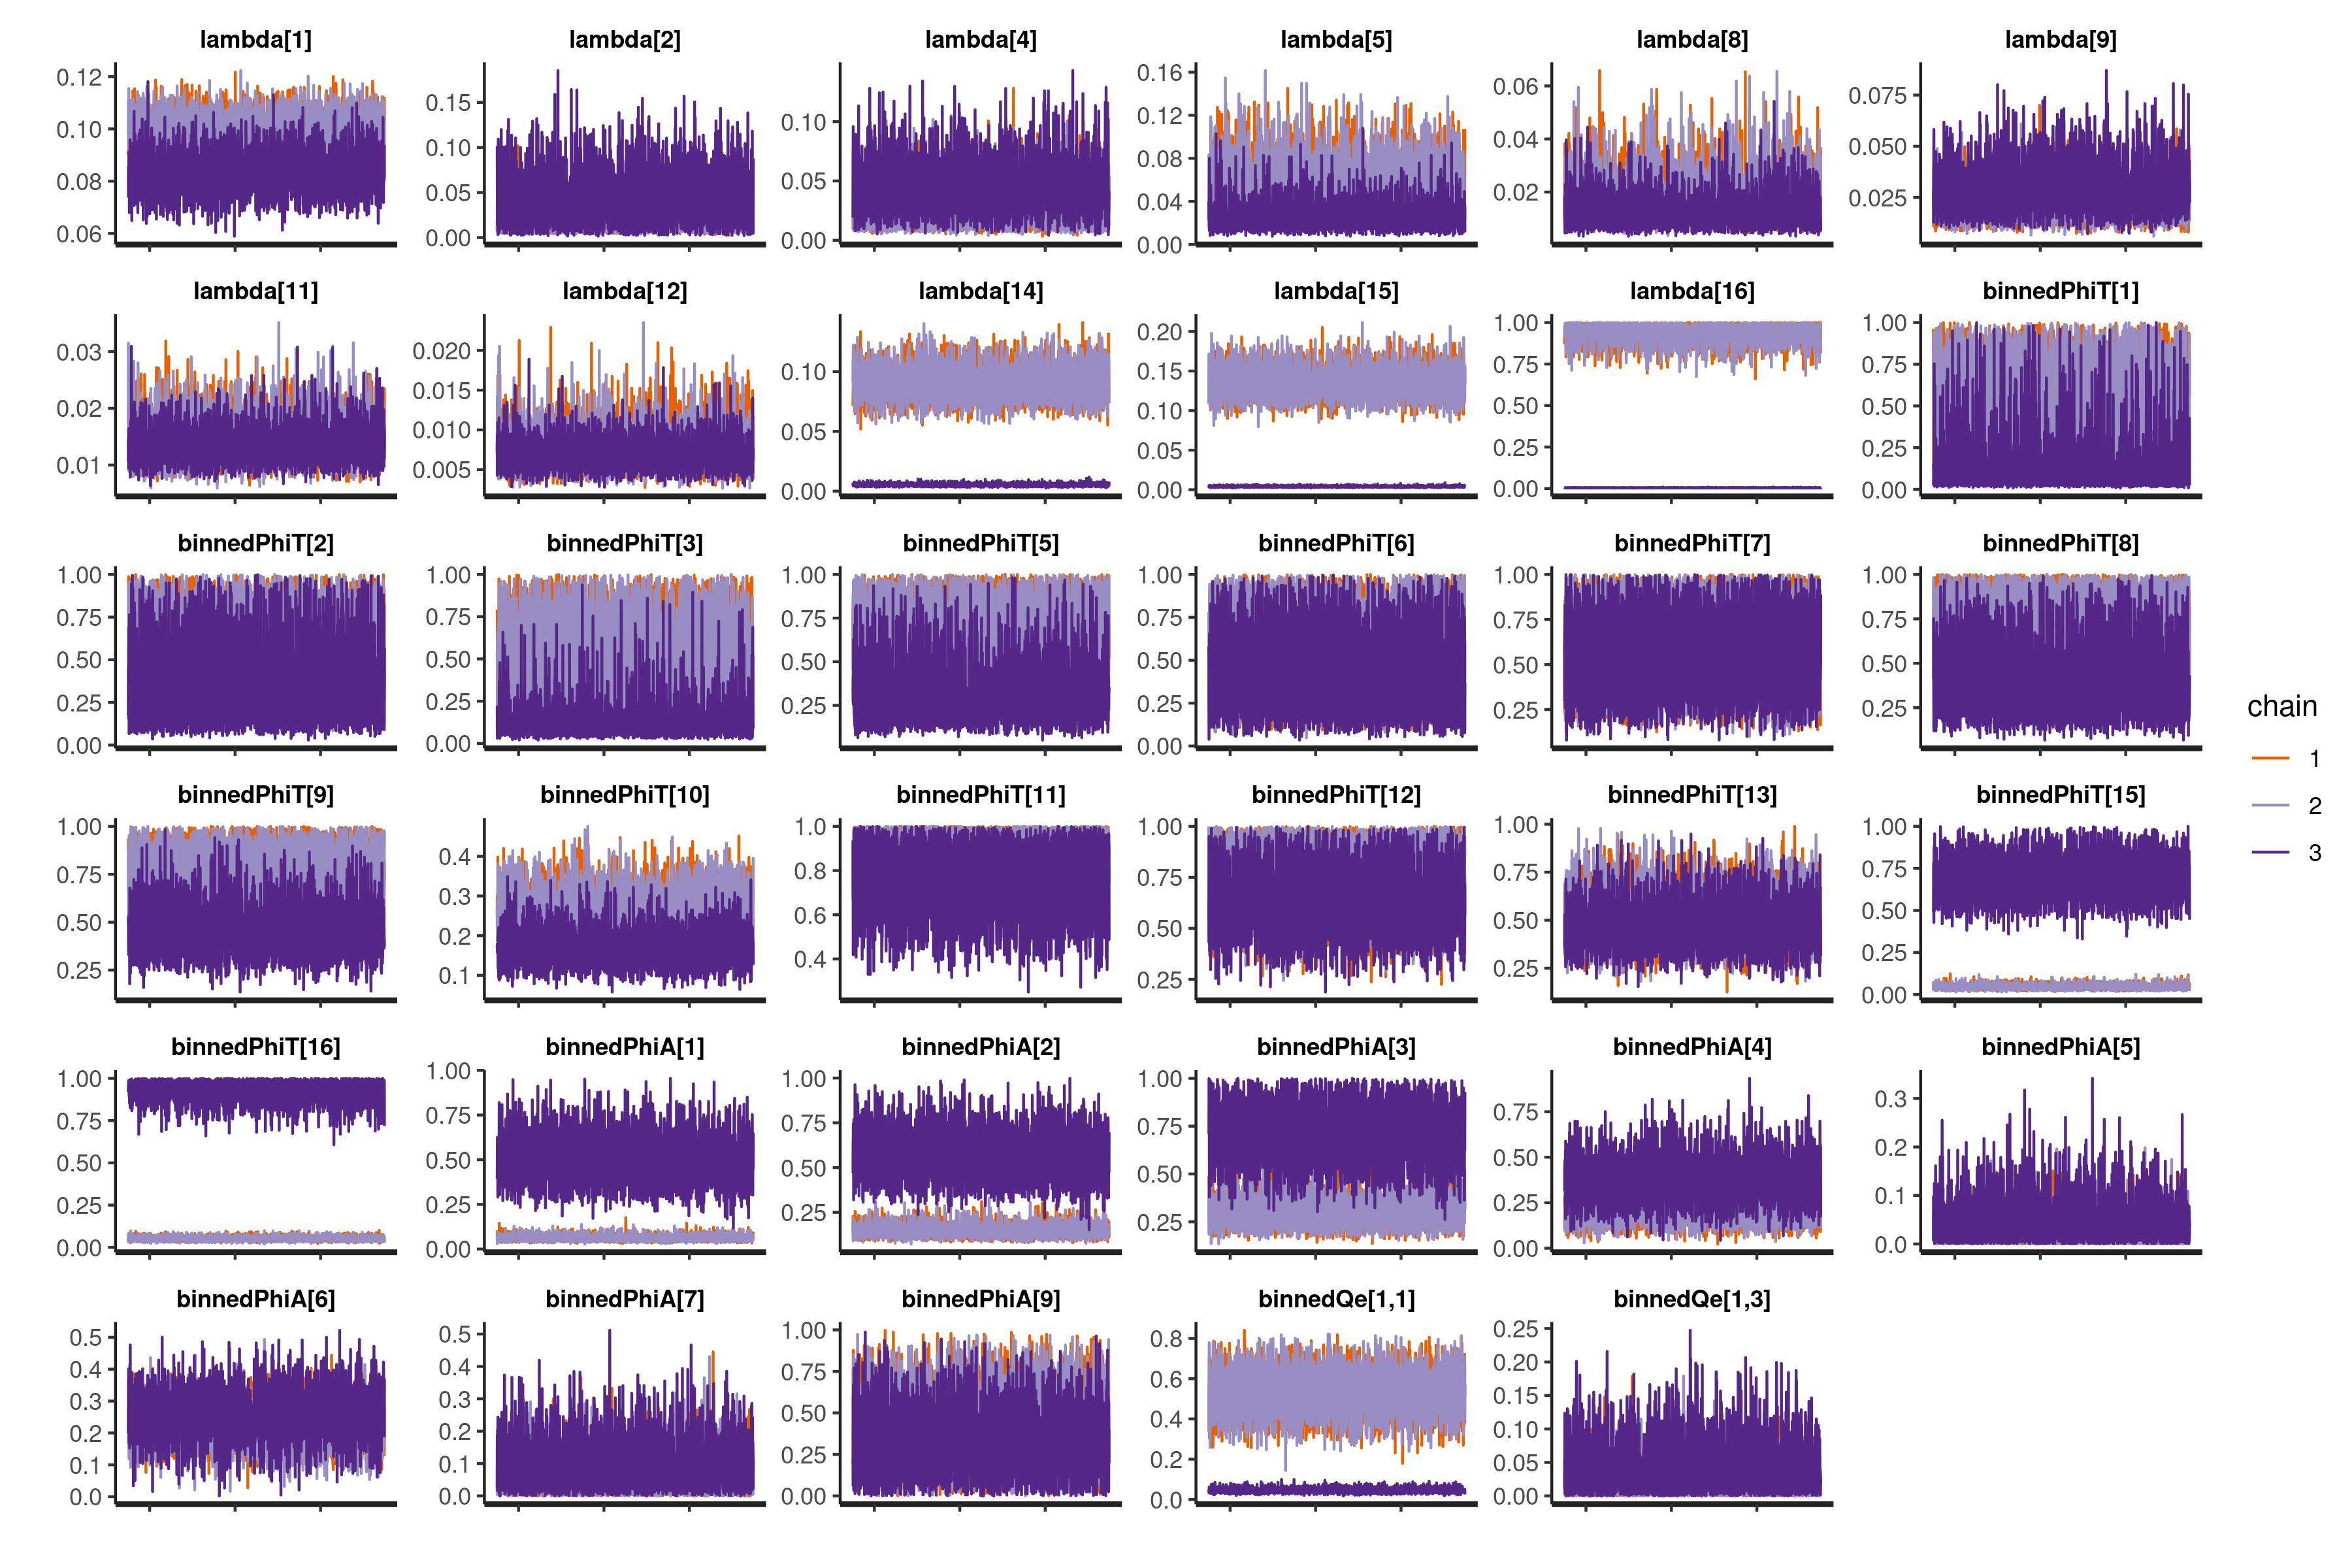 lambda[1] lambda[2] lambda[4] lambda[5] lambda[8] lambda[9]
0.12 0.10 0.08 0.06
0.15 0.10 0.05 0.00
0.10 0.05 0.00
0.16 0.12 0.08 0.04 0.00
0.06 0.04 0.02
0.075 0.050 0.025
lambda[11] lambda[12] lambda[14] lambda[15] lambda[16] binnedPhiT[1]
0.03 0.02 0.01
0.020 0.015 0.010 0.005
0.10 0.05 0.00
0.20 0.15 0.10 0.05 0.00
1.00 0.75 0.50 0.25 0.00
1.00 0.75 0.50 0.25 0.00
binnedPhiT[2] binnedPhiT[3] binnedPhiT[5] binnedPhiT[6] binnedPhiT[7] binnedPhiT[8]
1.00 0.75 0.50 0.25 0.00
1.00 0.75 0.50 0.25 0.00
1.00 0.75 0.50 0.25
1.00 0.75 0.50 0.25 0.00
1.00 0.75 0.50 0.25
1.00 0.75 0.50 0.25
binnedPhiT[9] binnedPhiT[10] binnedPhiT[11] binnedPhiT[12] binnedPhiT[13] binnedPhiT[15]
1.00 0.75 0.50 0.25
0.4 0.3 0.2 0.1
1.0 0.8 0.6 0.4
1.00 0.75 0.50 0.25
1.00 0.75 0.50 0.25
1.00 0.75 0.50 0.25 0.00
binnedPhiT[16] binnedPhiA[1] binnedPhiA[2] binnedPhiA[3] binnedPhiA[4] binnedPhiA[5]
1.00 0.75 0.50 0.25 0.00
1.00 0.75 0.50 0.25 0.00
1.00 0.75 0.50 0.25
1.00 0.75 0.50 0.25
0.75 0.50 0.25 0.00
0.3 0.2 0.1 0.0
binnedPhiA[6] binnedPhiA[7] binnedPhiA[9] binnedQe[1,1] binnedQe[1,3]
0.5 0.4 0.3 0.2 0.1 0.0
0.5 0.4 0.3 0.2 0.1 0.0
1.00 0.75 0.50 0.25 0.00
0.8 0.6 0.4 0.2 0.0
0.25 0.20 0.15 0.10 0.05 0.00
chain
1
2
3